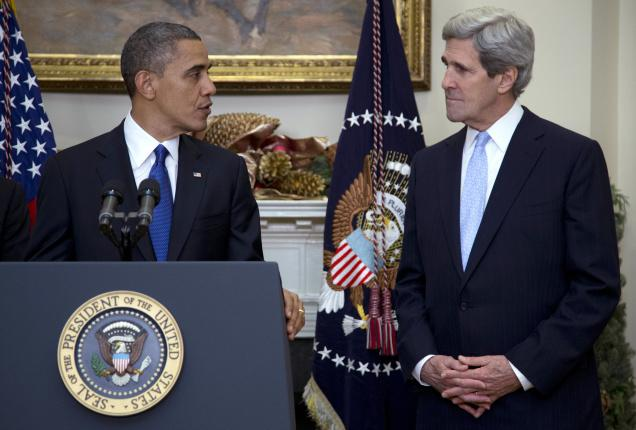 SEAL OF THE PRESIDENT OF THE UNITED STATES